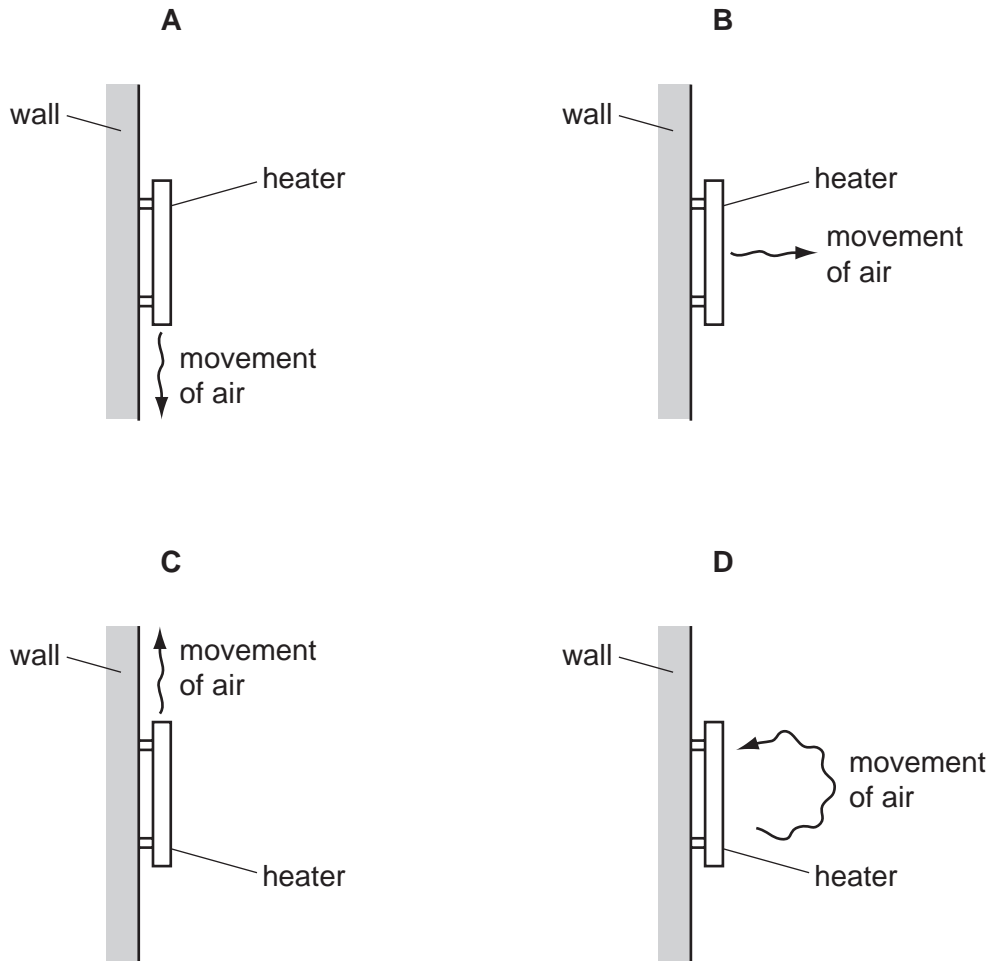 A
wall
heater
movement
of air
B
wall
heater
movement
of air
C
wall
movement
of air
heater
D
wall
movement
of air
heater